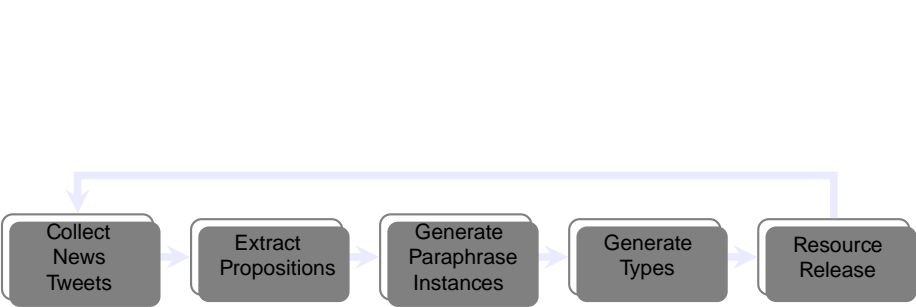 Collect
News
Tweets
Extract
Propositions
Generate
Paraphrase
Instances
Generate
Types
Resource
Release